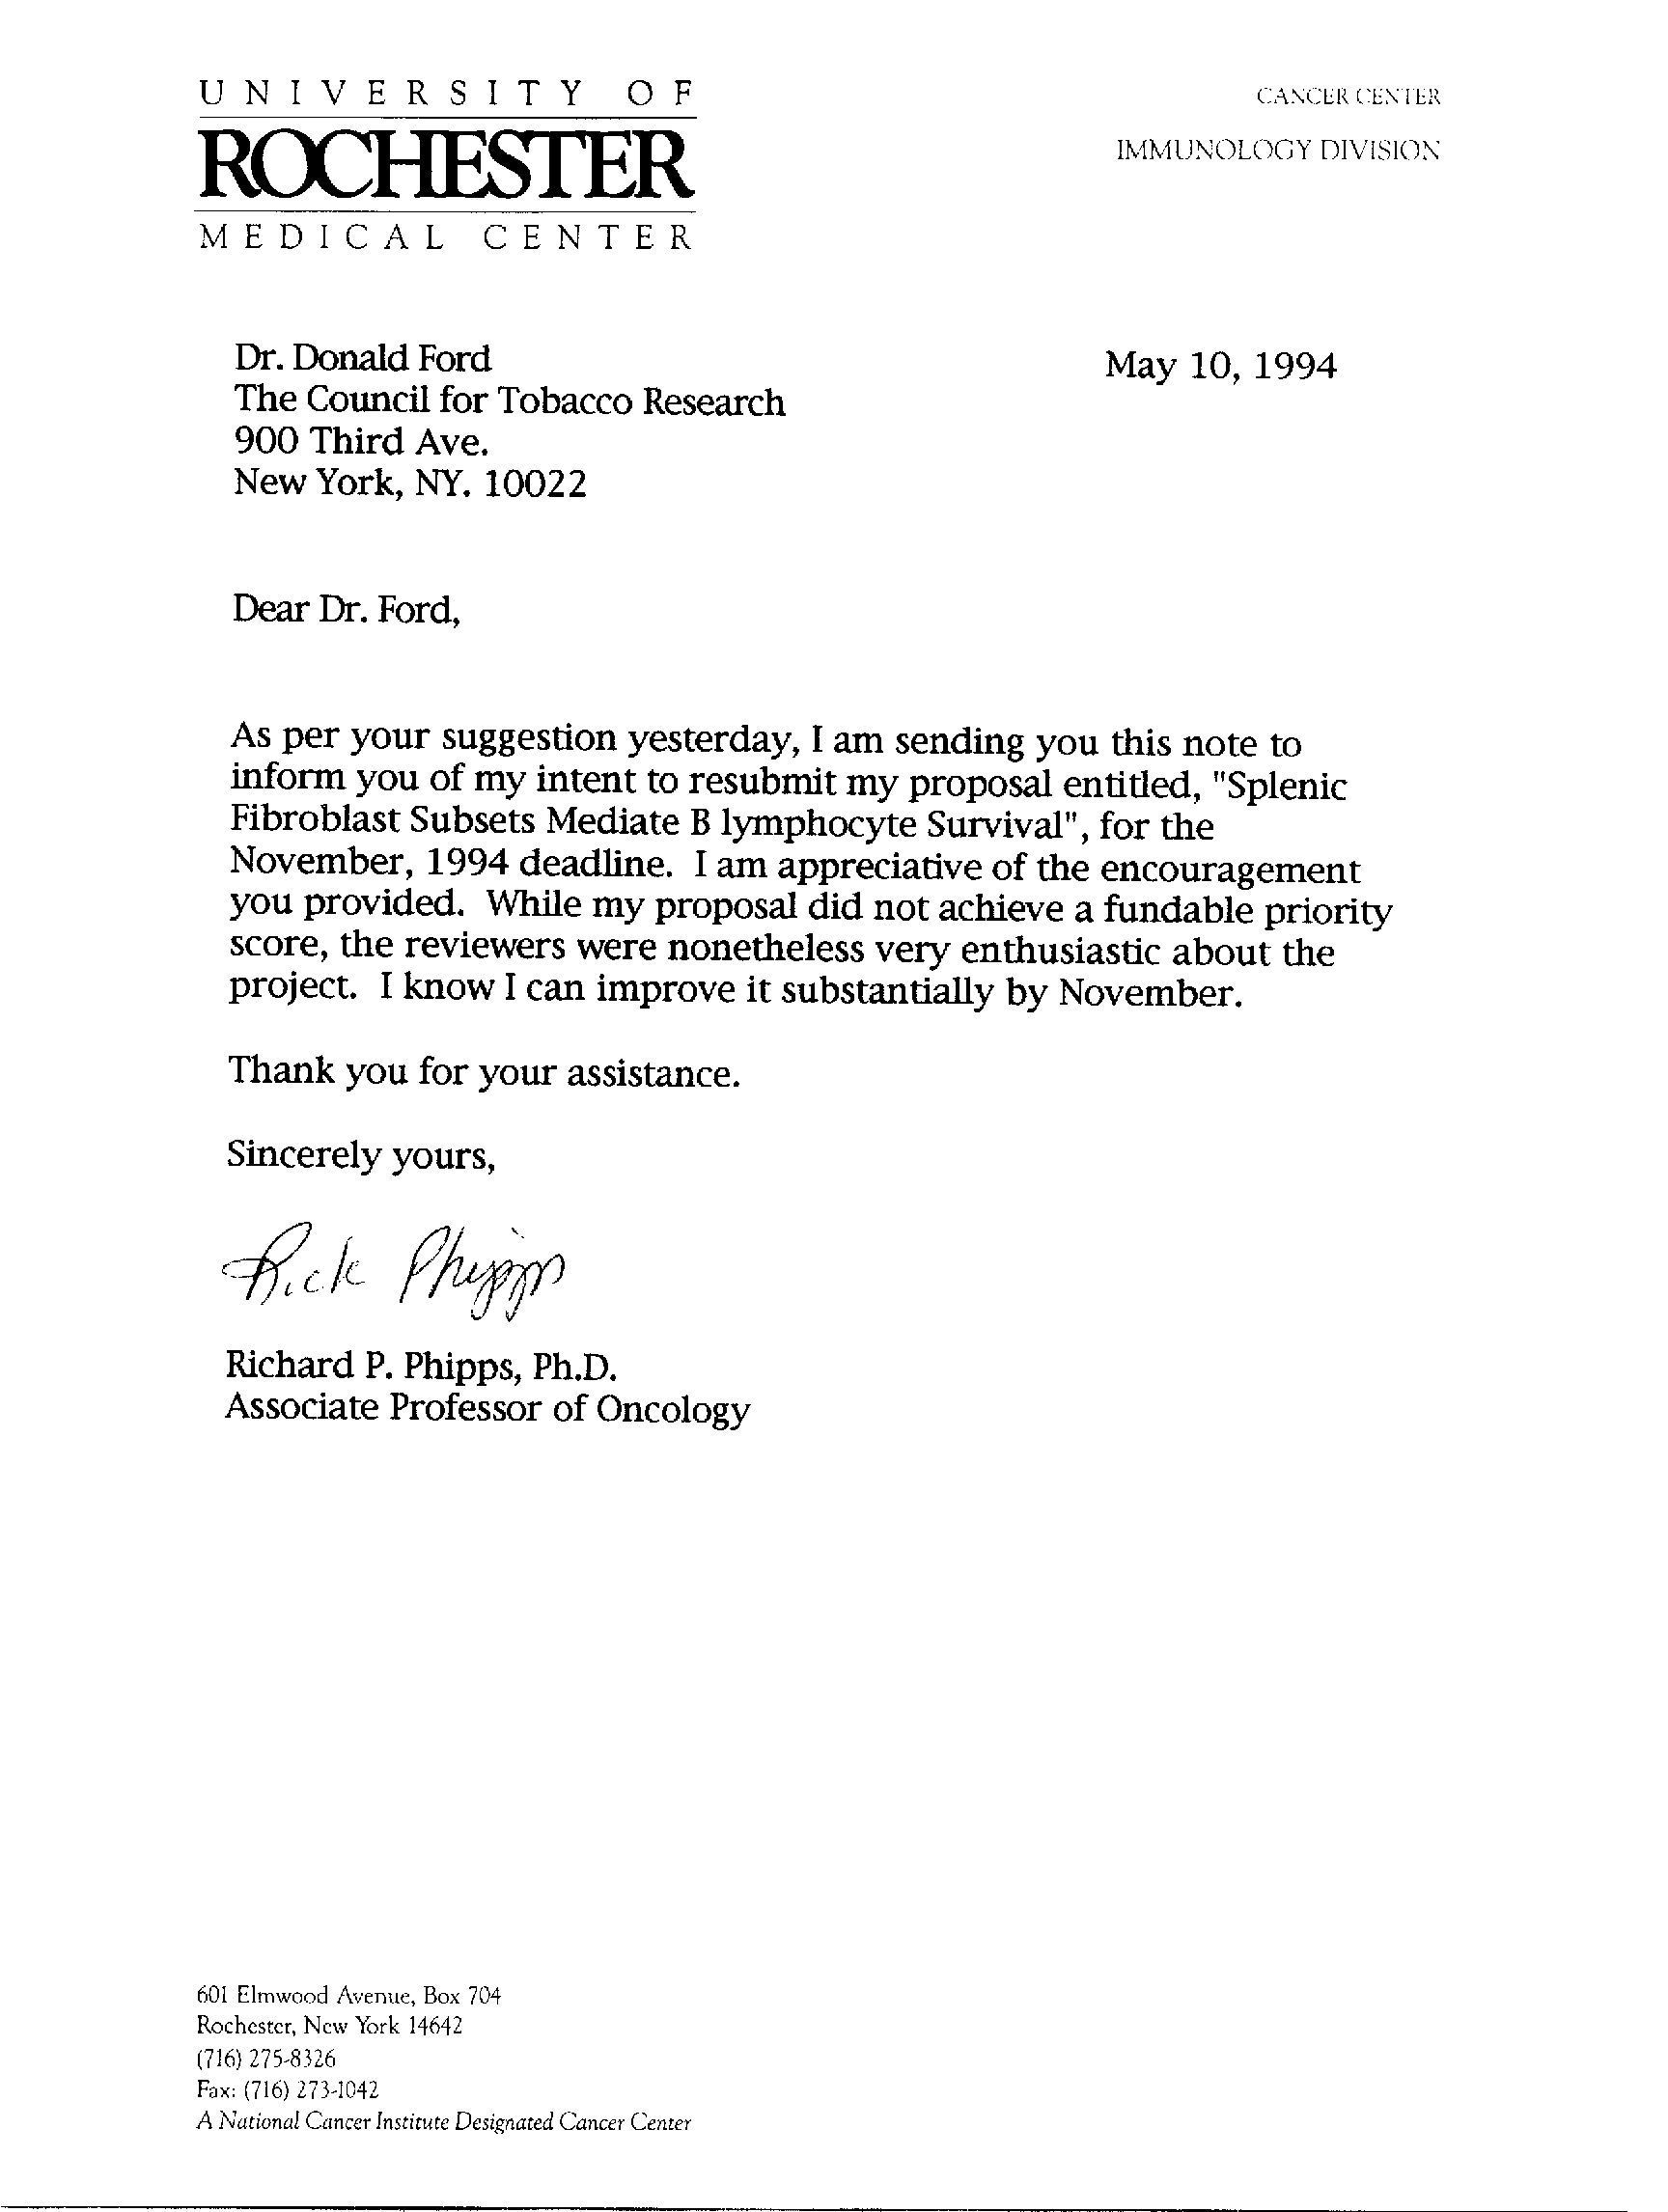 UNIVERSITY OF
ROCHESTER
MEDICAL CENTER
CANCER CENTER
IMMUNOLOGY DIVISION
Dr. Donald Ford
The Council for Tobacco Research
900 Third Ave.
New York, NY. 10022
May 10, 1994
Dear Dr. Ford,
As per your suggestion yesterday, I am sending you this note to
inform you of my intent to resubmit my proposal entitled, "Splenic
Fibroblast Subsets Mediate B lymphocyte Survival", for the
November, 1994 deadline. I am appreciative of the encouragement
you provided. While my proposal did not achieve a fundable priority
score, the reviewers were nonetheless very enthusiastic about the
project. I know I can improve it substantially by November.
Thank you for your assistance.
Sincerely yours,
Rick Phipps
Richard P. Phipps, Ph.D.
Associate Professor of Oncology
601 Elmwood Avenue, Box 704
Rochester, New York 14642
(716) 275-8326
Fax: (716) 273-1042
A National Cancer Institute Designated Cancer Center